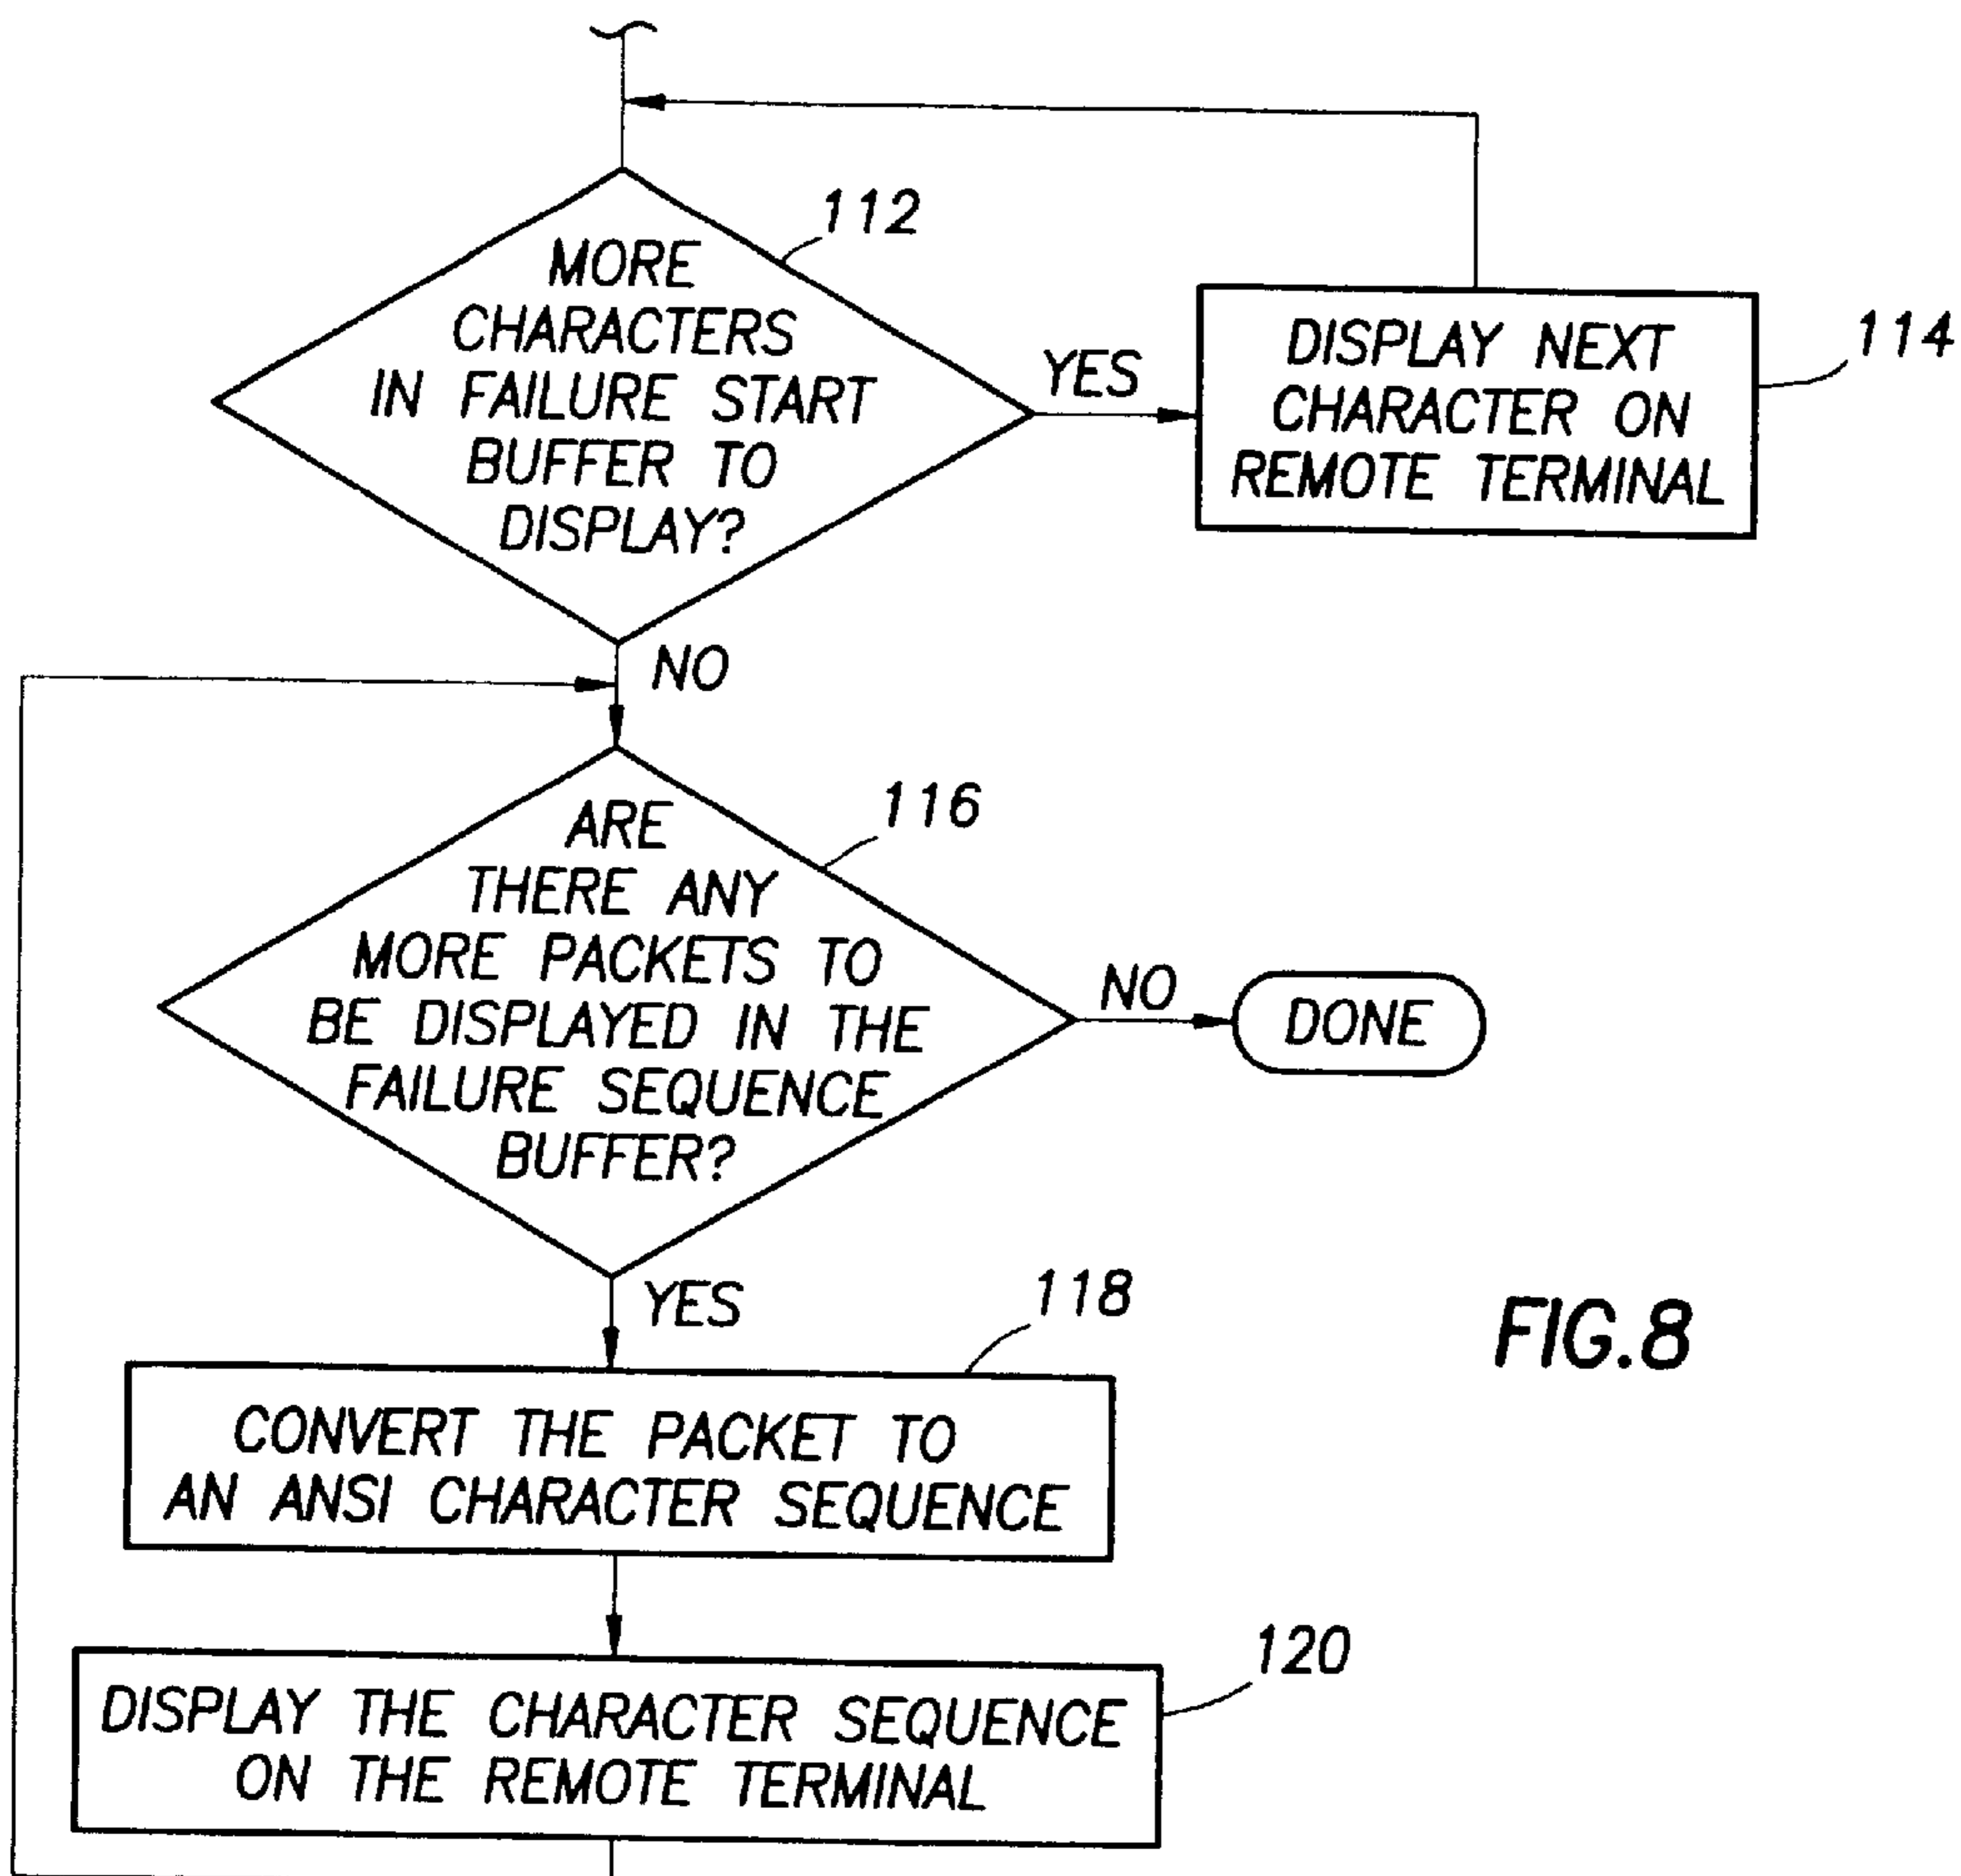 112
MORE
CHARACTERS
IN FAILURE START
BUFFER TO
DISPLAY?
YES
DISPLAY NEXT
CHARACTER ON
REMOTE TERMINAL
114
NO
116
ARE
THERE ANY
MORE PACKETS TO
BE DISPLAYED IN THE
FAILURE SEQUENCE
BUFFER?
NO
DONE
YES
118
CONVERT THE PACKET TO
AN ANSI CHARACTER SEQUENCE
FIG.8
120
DISPLAY THE CHARACTER SEQUENCE
ON THE REMOTE TERMINAL